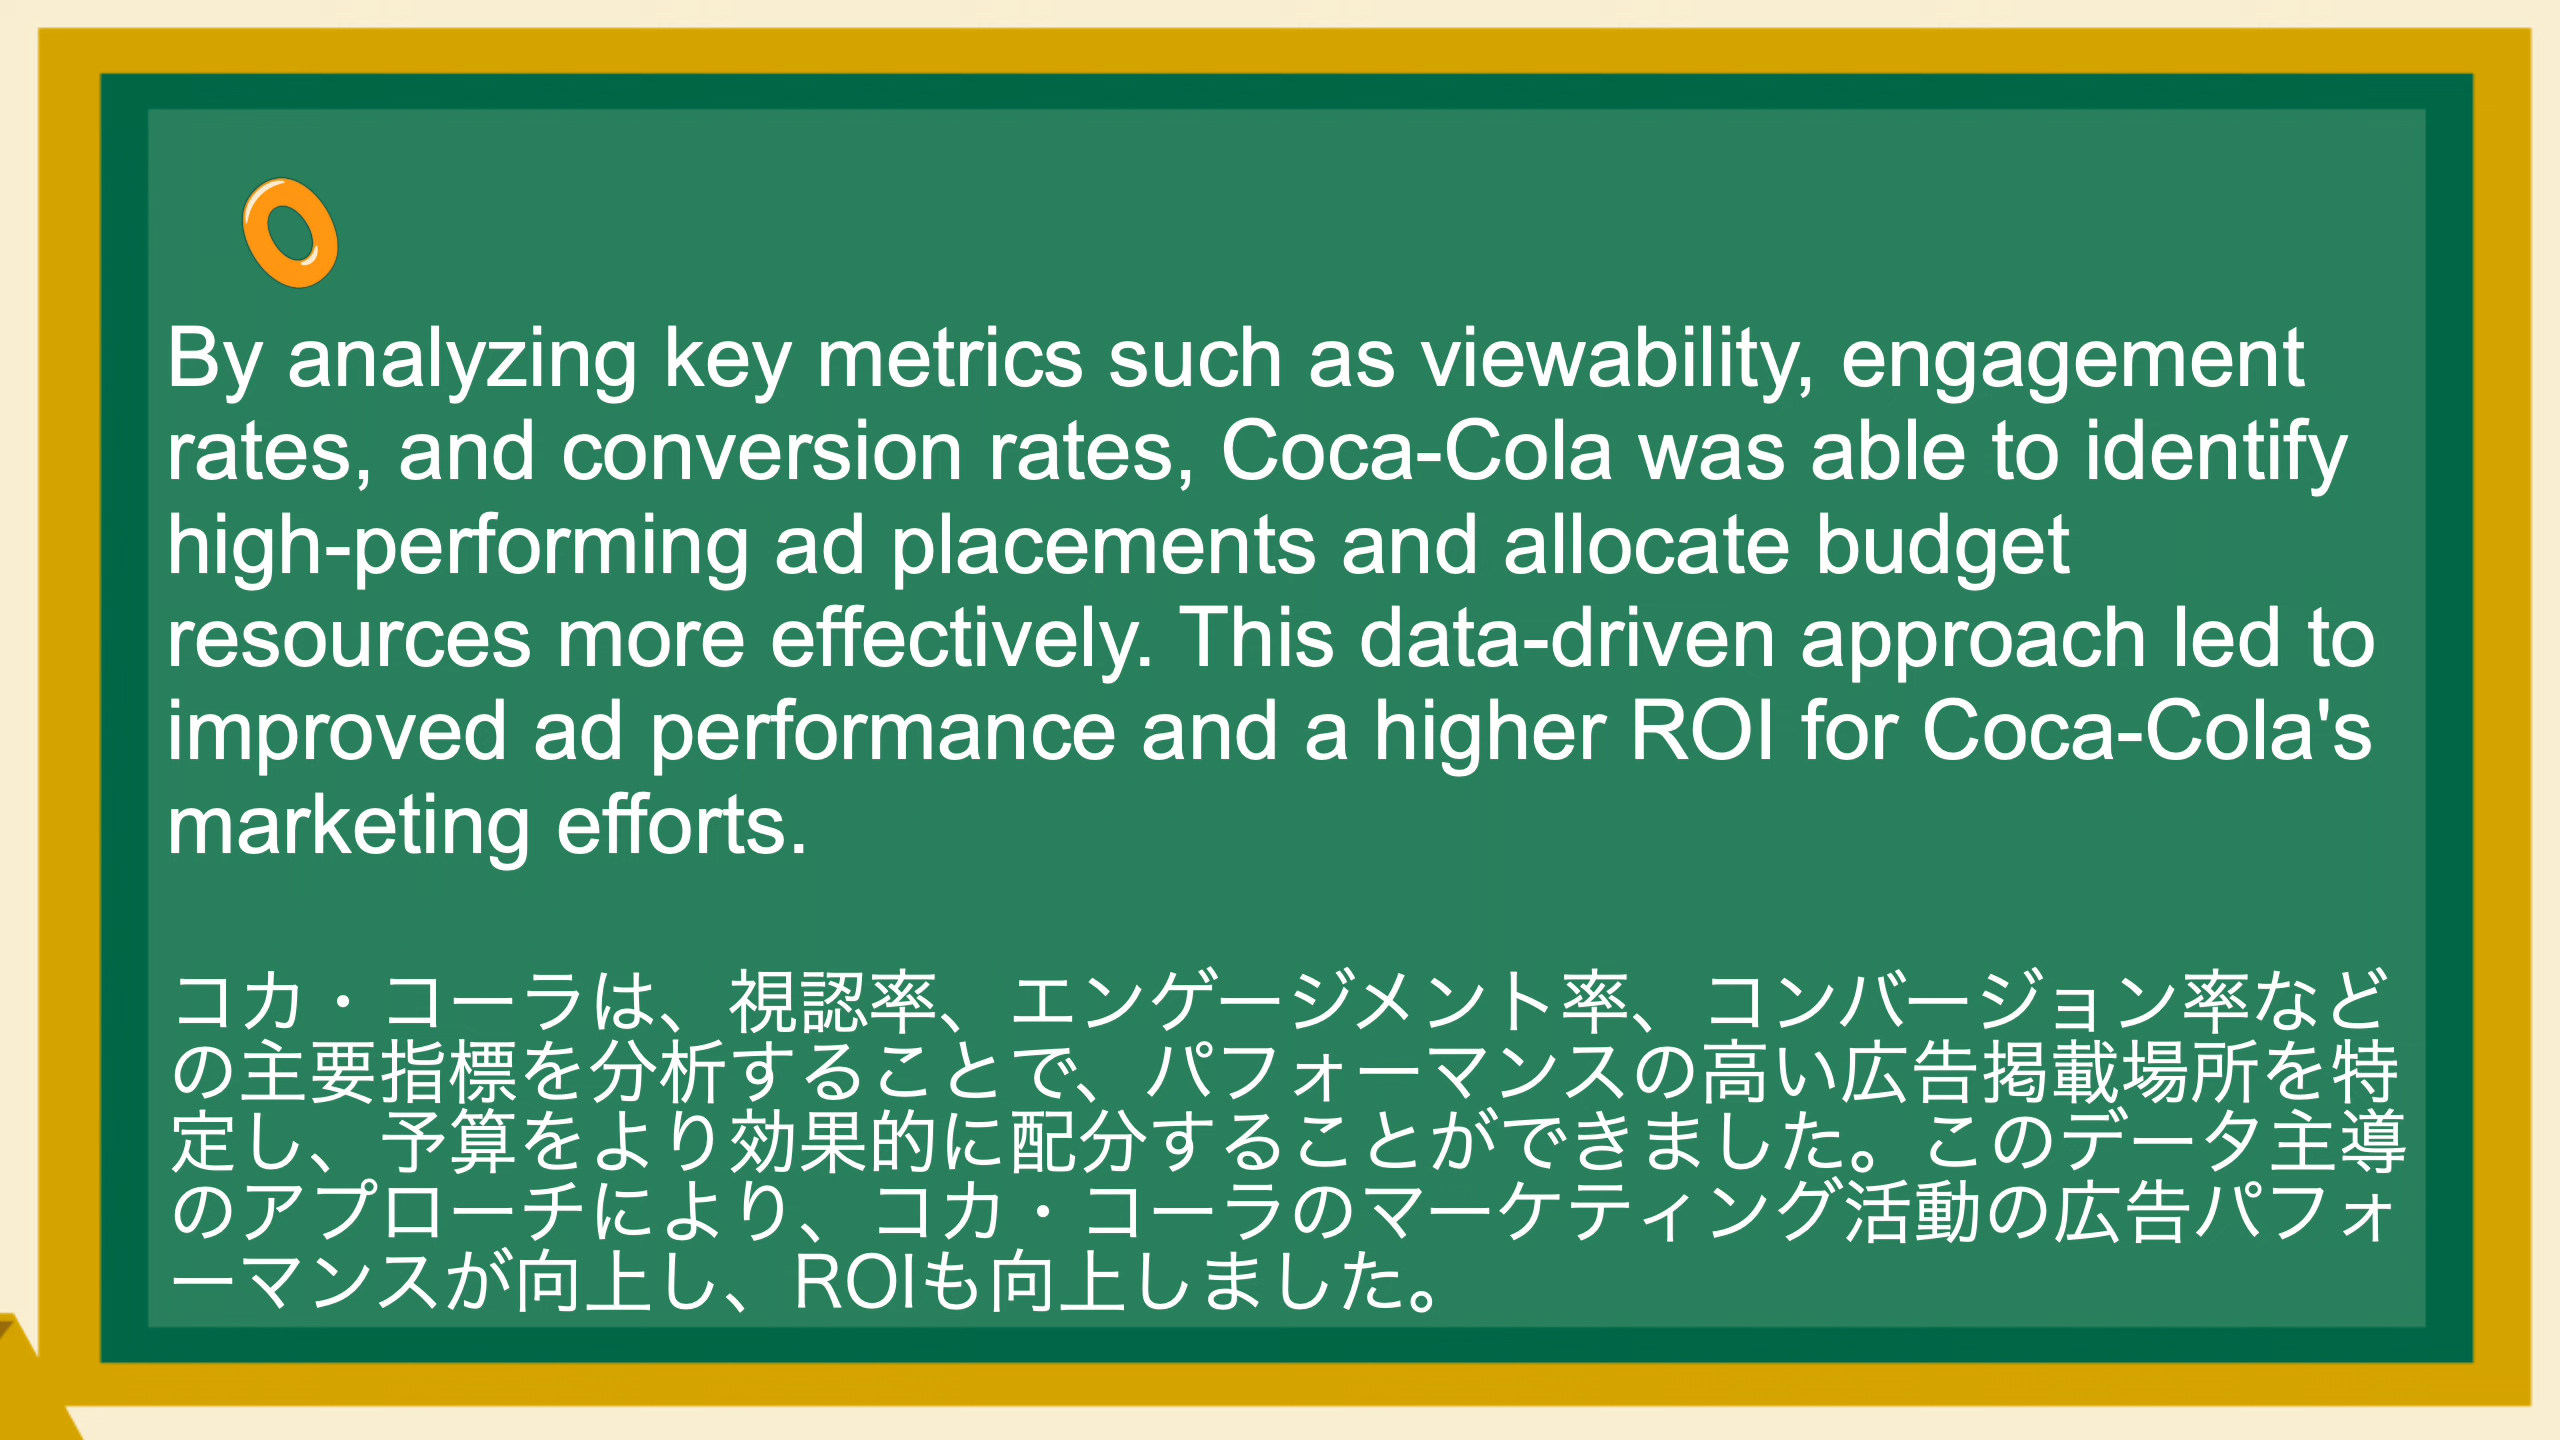 By analyzing key metrics such as viewability, engagement
rates, and conversion rates, Coca-Cola was able to identify
high-performing ad placements and allocate budget
resources more effectively. This data-driven approach led to
improved ad performance and a higher ROI for Coca-Cola's
marketing efforts.
コカ・コーラは、視認率、エンゲージメント率、コンバージョン率など
の主要指標を分析することで、パフォーマンスの高い広告掲載場所を特
定し、予算をより効果的に配分することができました。このデータ主導
のアプローチにより、コカ・コーラのマーケティング活動の広告パフォ
ーマンスが向上し、ROIも向上しました。